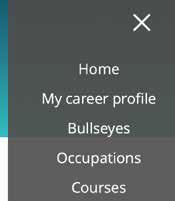 Home
My career profile
Bullseyes
Occupations
Courses